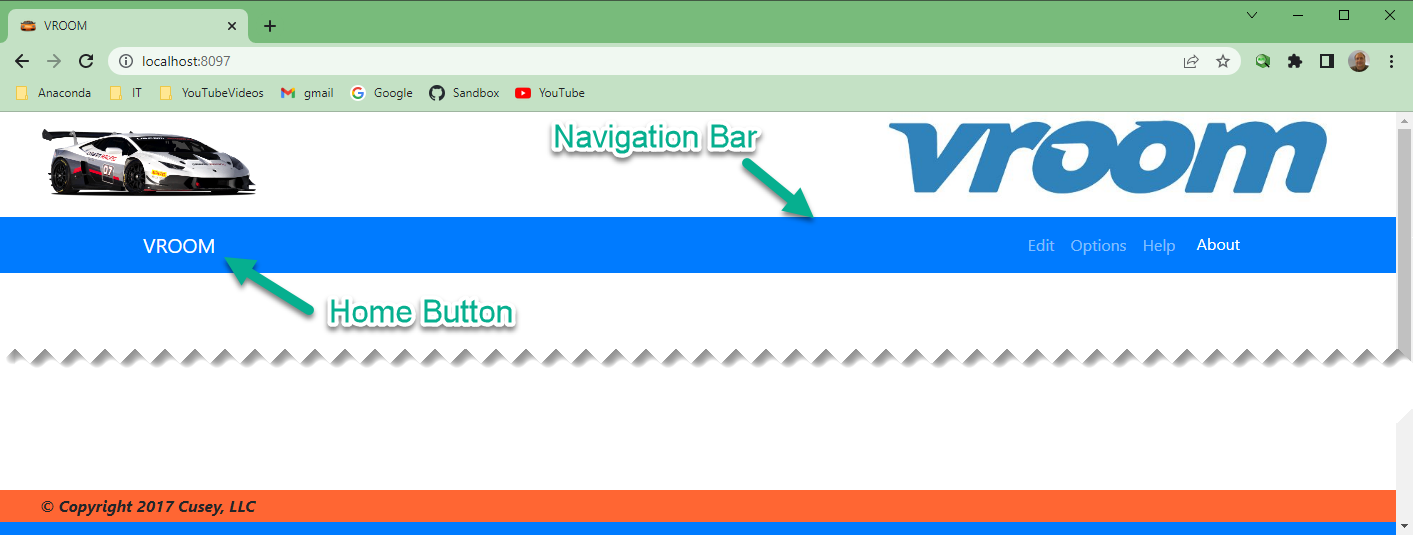 VROOM
localhost:8097
Anaconda IT YouTubeVideos gmail Google Sandbox YouTube
Navigation Bar
vroom
07
VROOM Edit Options Help About
Home Button
© Copyright 2017 Cusey, LLC